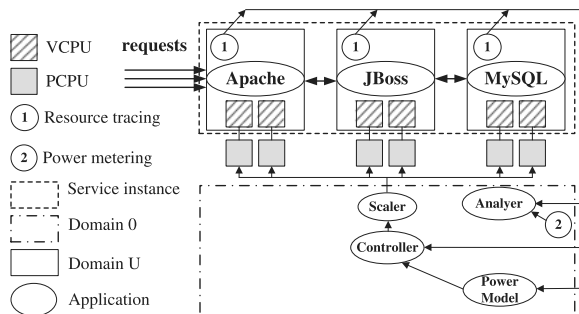 VCPU
requests
PCPU
1 Resource tracing
2 Power metering
Service instance
Domain 0
Domain U
Application
1
1
1
Apache
JBoss
MySQL
Scaler
Analyer
2
Controller
Power
Model